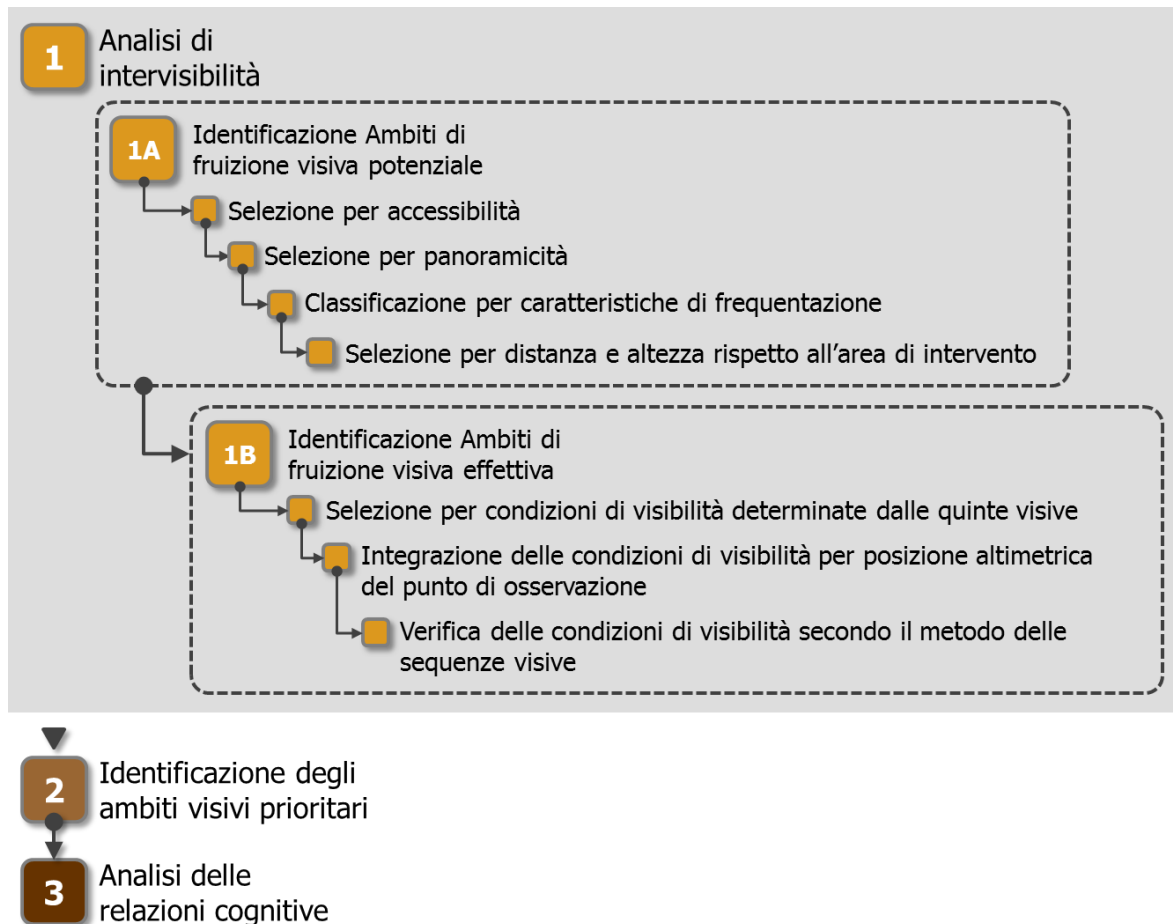 1
Analisi di
intervisibilità
1A
Identificazione Ambiti di
fruizione visiva potenziale
Selezione per accessibilità
Selezione per panoramicità
Classificazione per caratteristiche di frequentazione
Selezione per distanza e altezza rispetto all’area di intervento
1B
Identificazione Ambiti di
fruizione visiva effettiva
Selezione per condizioni di visibilità determinate dalle quinte visive
Integrazione delle condizioni di visibilità per posizione altimetrica
del punto di osservazione
Verifica delle condizioni di visibilità secondo il metodo delle
sequenze visive
2
Identificazione degli
ambiti visivi prioritari
3
Analisi delle
relazioni cognitive